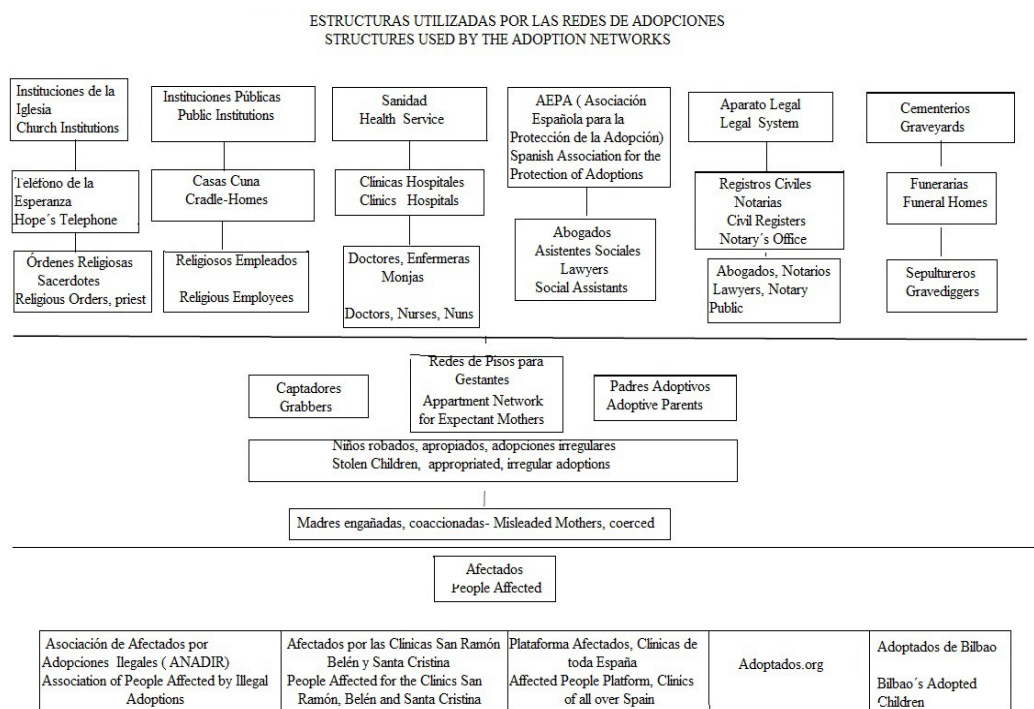 ESTRUCTURAS UTILIZADAS POR LAS REDES DE ADOPCIONES
STRUCTURES USED BY THE ADOPTION NETWORKS
Instituciones de la
Iglesia
Church Institutions
Instituciones Públicas
Public Institutions
Sanidad
Health Service
AEPA ( Asociación
Española para la
Protección de la Adopción)
Spanish Association for the
Protection of Adoptions
Aparato Legal
Legal System
Cementerios
Graveyards
Teléfono de la
Esperanza
Hope´s Telephone
Casas Cuna
Cradle-Homes
Clínicas Hospitales
Clinics Hospitals
Registros Civiles
Notarias
Civil Registers
Notary´s Office
Funerarias
Funeral Homes
Órdenes Religiosas
Sacerdotes
Religious Orders, priest
Religiosos Empleados
Religious Employees
Doctores, Enfermeras
Monjas
Doctors, Nurses, Nuns
Abogados
Asistentes Sociales
Lawyers
Social Assistants
Abogados, Notarios
Lawyers, Notary
Public
Sepultureros
Gravediggers
Captadores
Grabbers
Redes de Pisos para
Gestantes
Appartment Network
for Expectant Mothers
Padres Adoptivos
Adoptive Parents
Niños robados, apropiados, adopciones irregulares
Stolen Children, appropriated, irregular adoptions
Madres engañadas, coaccionadas- Misleaded Mothers, coerced
Afectados
People Affected
Asociación de Afectados por
Adopciones Ilegales ( ANADIR)
Association of People Affected by Illegal
Adoptions
Afectados por las Clínicas San Ramón
Belén y Santa Cristina
People Affected for the Clinics San
Ramón, Belén and Santa Cristina
Plataforma Afectados, Clinicas de
toda España
Affected People Platform, Clinics
of all over Spain
Adoptados.org
Adoptados de Bilbao
Bilbao´s Adopted
Children